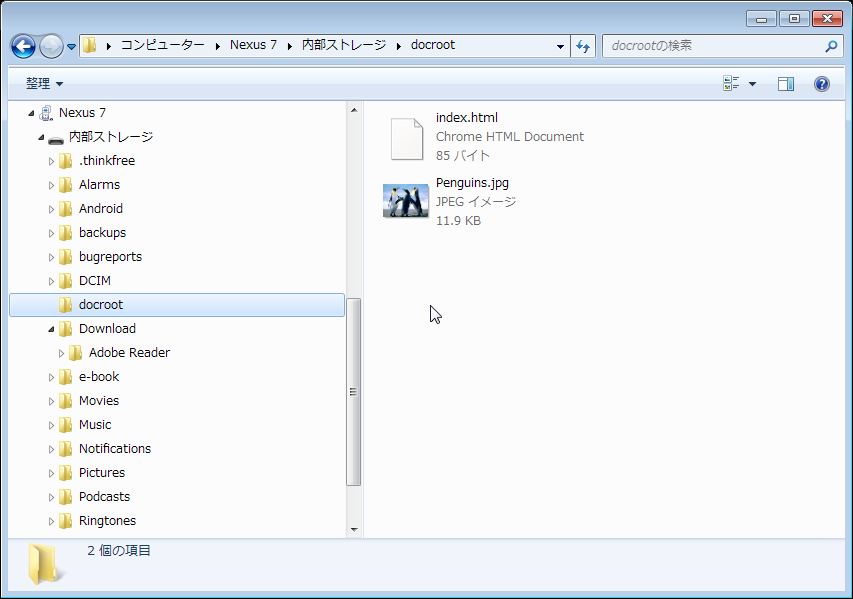 コンピューター ▸ Nexus 7 ▸ 内部ストレージ ▸ docroot
docrootの検索
整理
Nexus 7
内部ストレージ
.thinkfree
Alarms
Android
backups
bugreports
DCIM
docroot
Download
Adobe Reader
e-book
Movies
Music
Notifications
Pictures
Podcasts
Ringtones
index.html
Chrome HTML Document
85 バイト
Penguins.jpg
JPEG イメージ
11.9 KB
2 個の項目